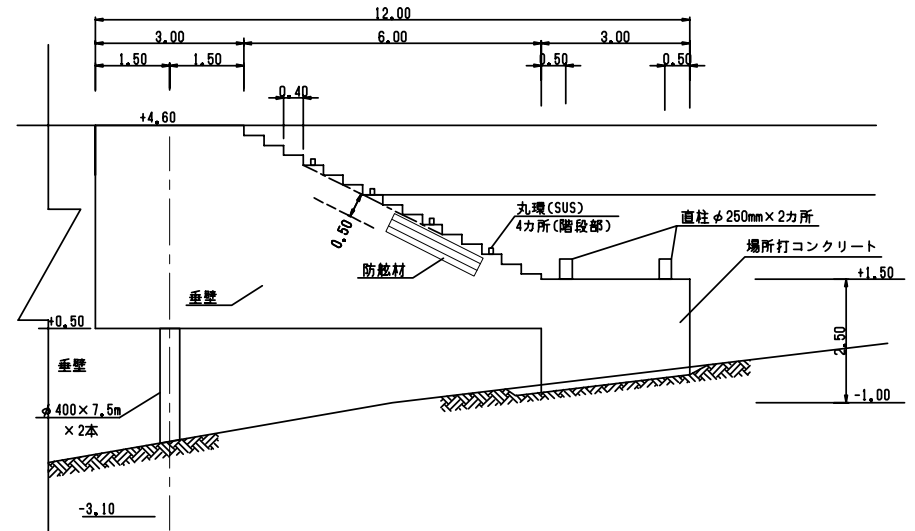 12.00
3.00
6.00
3.00
1.50
1.50
0.50
0.50
0.40
+4.60
0.50
丸環(SUS)
4カ所(階段部)
直柱φ250mm×2カ所
場所打コンクリート
防舷材
+1.50
垂壁
+0.50
2.50
垂壁
-1.00
φ400×7.5m
×2本
-3.10